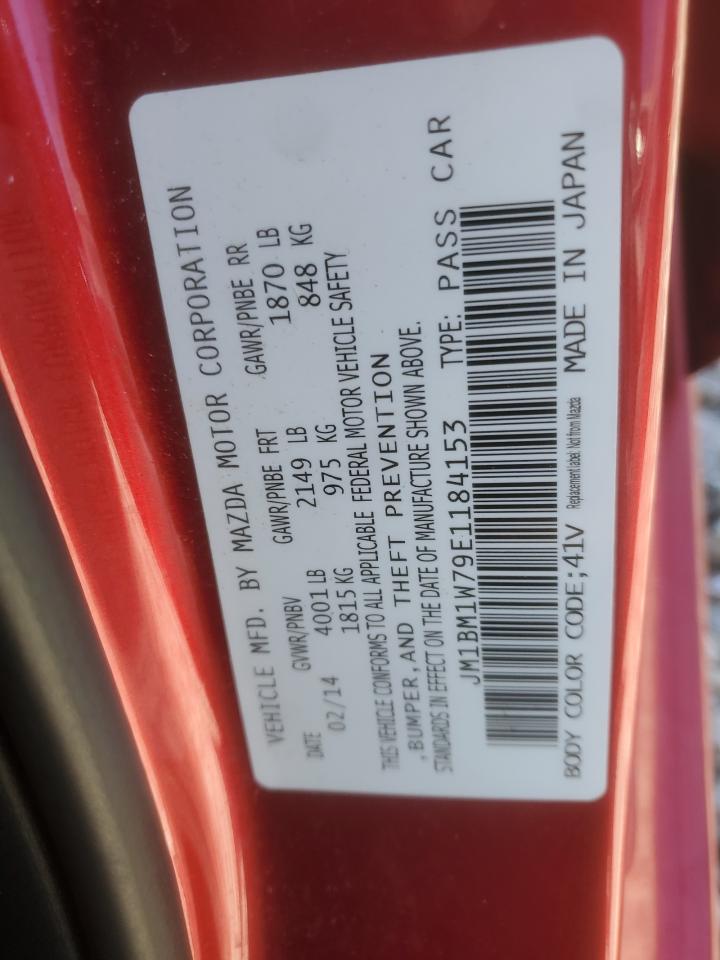 VEHICLE MFD. BY MAZDA MOTOR CORPORATION
DATE GVWR/PNBV GAWR/PNBE FRT GAWR/PNBE RR
02/14 4001 LB 2149 LB 1870 LB
1815 KG 975 KG 848 KG
THIS VEHICLE CONFORMS TO ALL APPLICABLE FEDERAL MOTOR VEHICLE SAFETY
,BUMPER,AND THEFT PREVENTION
STANDARDS IN EFFECT ON THE DATE OF MANUFACTURE SHOWN ABOVE.
JM1BM1W79E1184153 TYPE: PASS CAR
BODY COLOR CODE;41V Replacement label. Not from Mazda MADE IN JAPAN